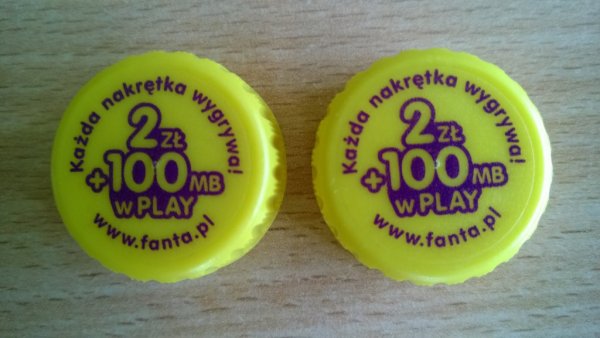 Każda nakrętka wygrywa!
2 ZŁ
+100 MB
w PLAY
www.fanta.pl
Każda nakrętka wygrywa!
2 ZŁ
+100 MB
w PLAY
www.fanta.pl